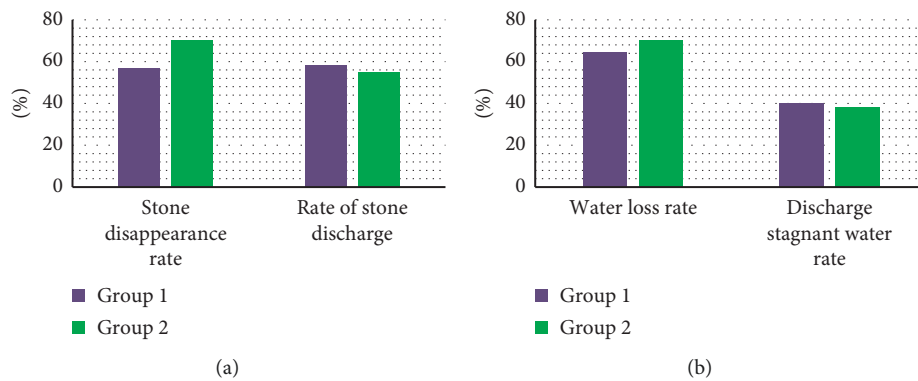 80
60
40
20
0
(%)
Stone
disappearance
rate
Rate of stone
discharge
Group 1
Group 2
(a)
80
60
40
20
0
(%)
Water loss rate
Discharge
stagnant water
rate
Group 1
Group 2
(b)